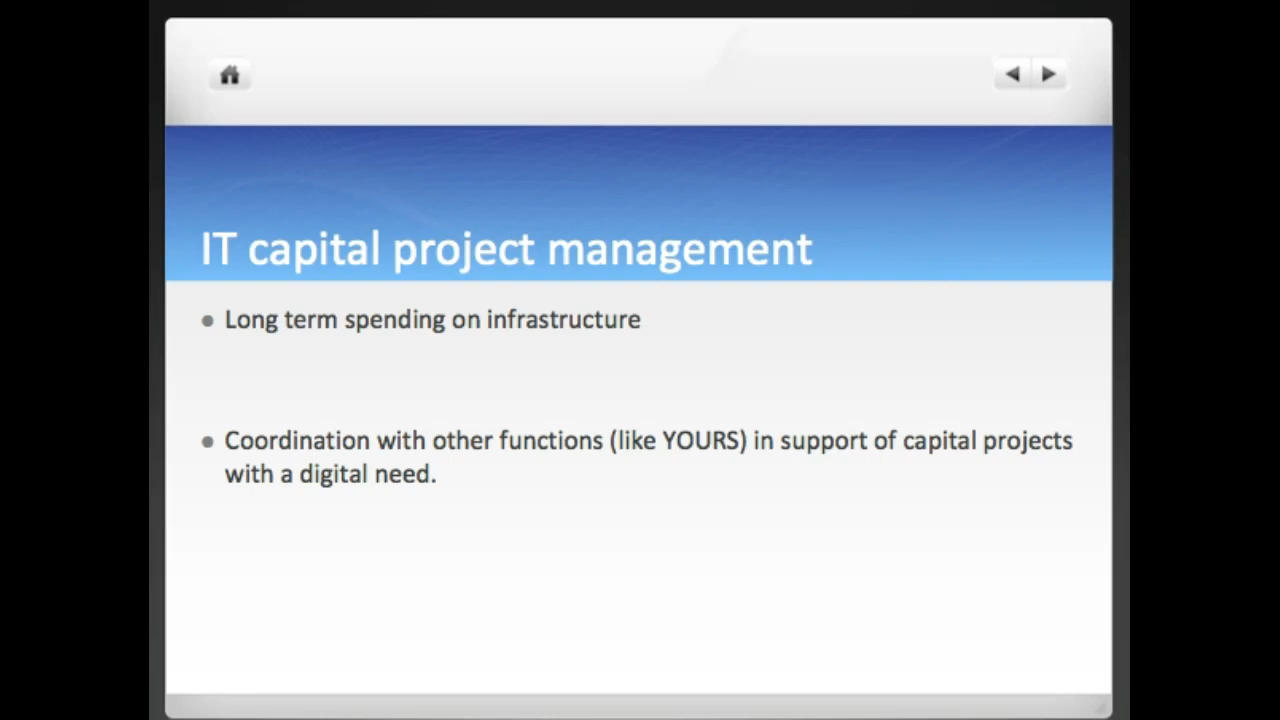 IT capital project management
Long term spending on infrastructure
Coordination with other functions (like YOURS) in support of capital projects
with a digital need.